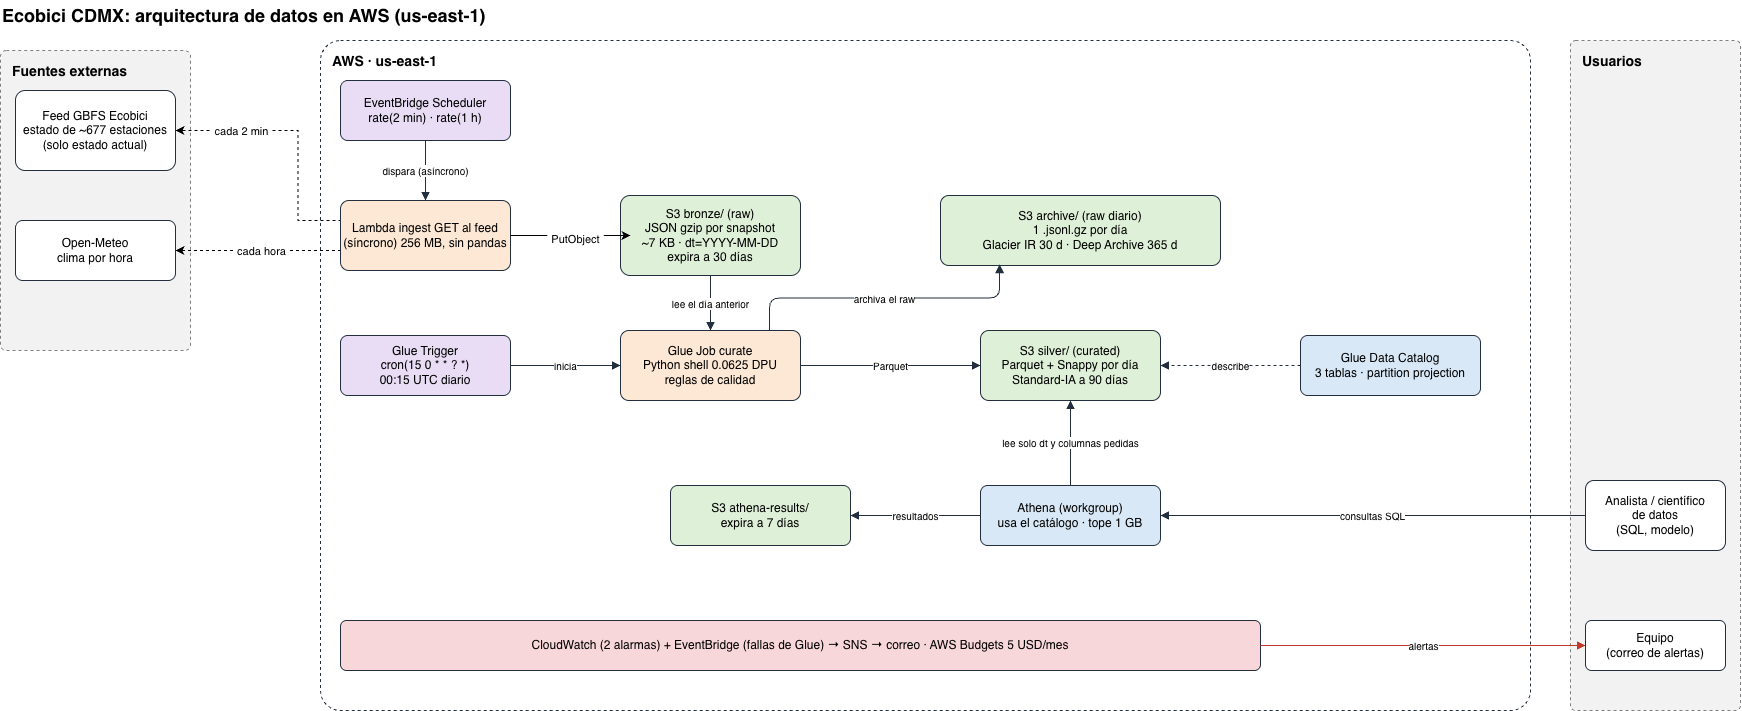 Ecobici CDMX: arquitectura de datos en AWS (us-east-1)
Fuentes externas
Feed GBFS Ecobici
estado de ~677 estaciones
(solo estado actual)
cada 2 min
Open-Meteo
clima por hora
cada hora
AWS · us-east-1
EventBridge Scheduler
rate(2 min) · rate(1 h)
dispara (asíncrono)
Lambda ingest GET al feed
(síncrono) 256 MB, sin pandas
PutObject
S3 bronze/ (raw)
JSON gzip por snapshot
~7 KB · dt=YYYY-MM-DD
expira a 30 días
S3 archive/ (raw diario)
1 .jsonl.gz por día
Glacier IR 30 d · Deep Archive 365 d
lee el día anterior
archiva el raw
Glue Trigger
cron(15 0 * * ? *)
00:15 UTC diario
inicia
Glue Job curate
Python shell 0.0625 DPU
reglas de calidad
Parquet
S3 silver/ (curated)
Parquet + Snappy por día
Standard-IA a 90 días
describe
Glue Data Catalog
3 tablas · partition projection
lee solo dt y columnas pedidas
S3 athena-results/
expira a 7 días
resultados
Athena (workgroup)
usa el catálogo · tope 1 GB
consultas SQL
Usuarios
Analista / científico
de datos
(SQL, modelo)
CloudWatch (2 alarmas) + EventBridge (fallas de Glue) → SNS → correo · AWS Budgets 5 USD/mes
alertas
Equipo
(correo de alertas)